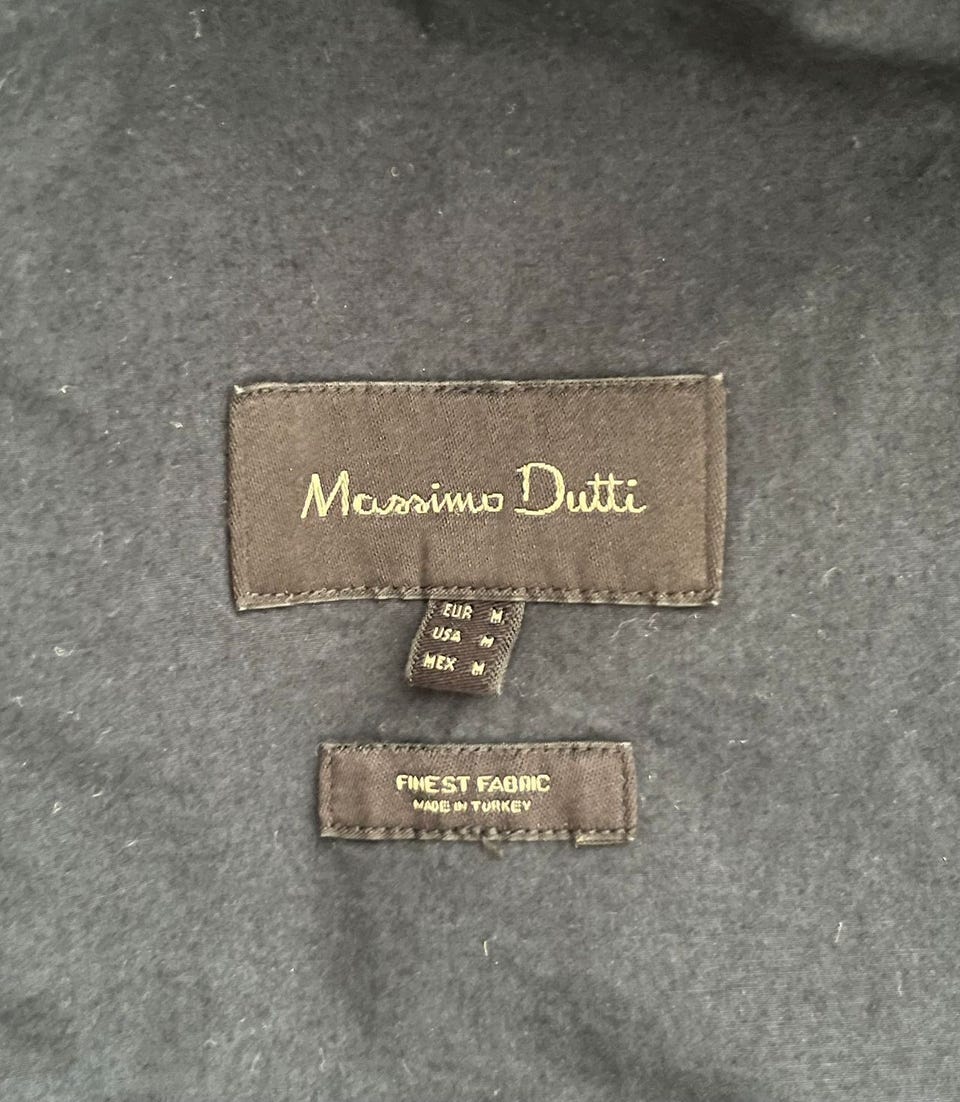 Massimo Dutti
EUR M
USA M
MEX M
FINEST FABRIC
MADE IN TURKEY